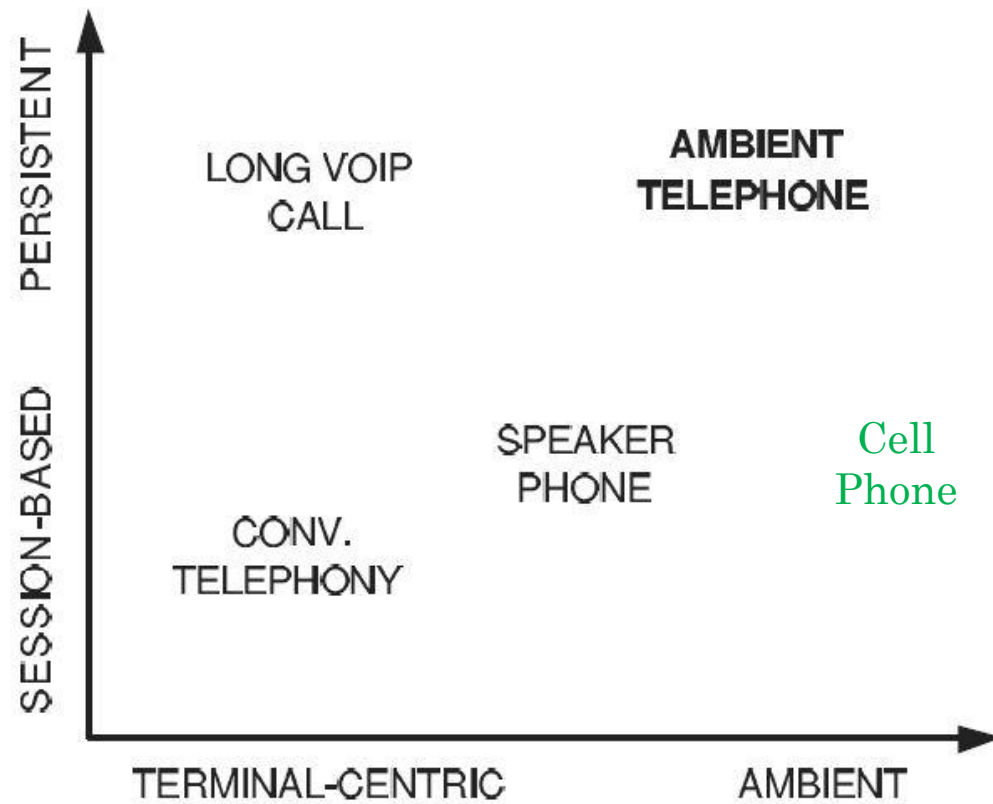 PERSISTENT
SESSION-BASED
LONG VOIP
CALL
AMBIENT
TELEPHONE
SPEAKER
PHONE
Cell
Phone
CONV.
TELEPHONY
TERMINAL-CENTRIC
AMBIENT